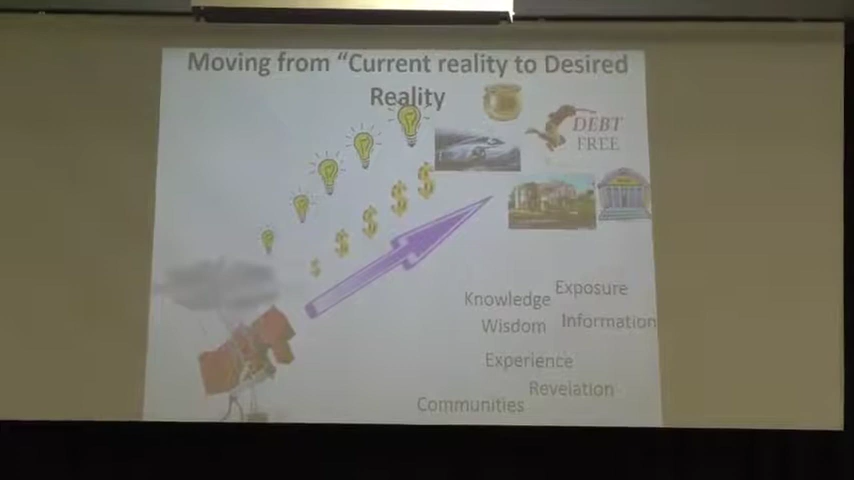 Moving from “Current reality to Desired
Reality
DEBT
FREE
Exposure
Knowledge
Information
Wisdom
Experience
Revelation
Communities